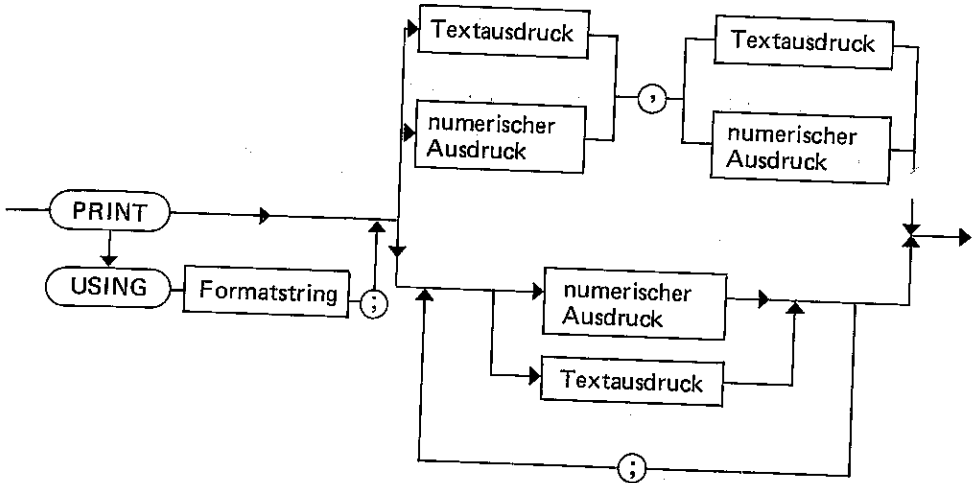 Textausdruck
Textausdruck
,
numerischer
Ausdruck
numerischer
Ausdruck
PRINT
USING
Formatstring
;
numerischer
Ausdruck
Textausdruck
;